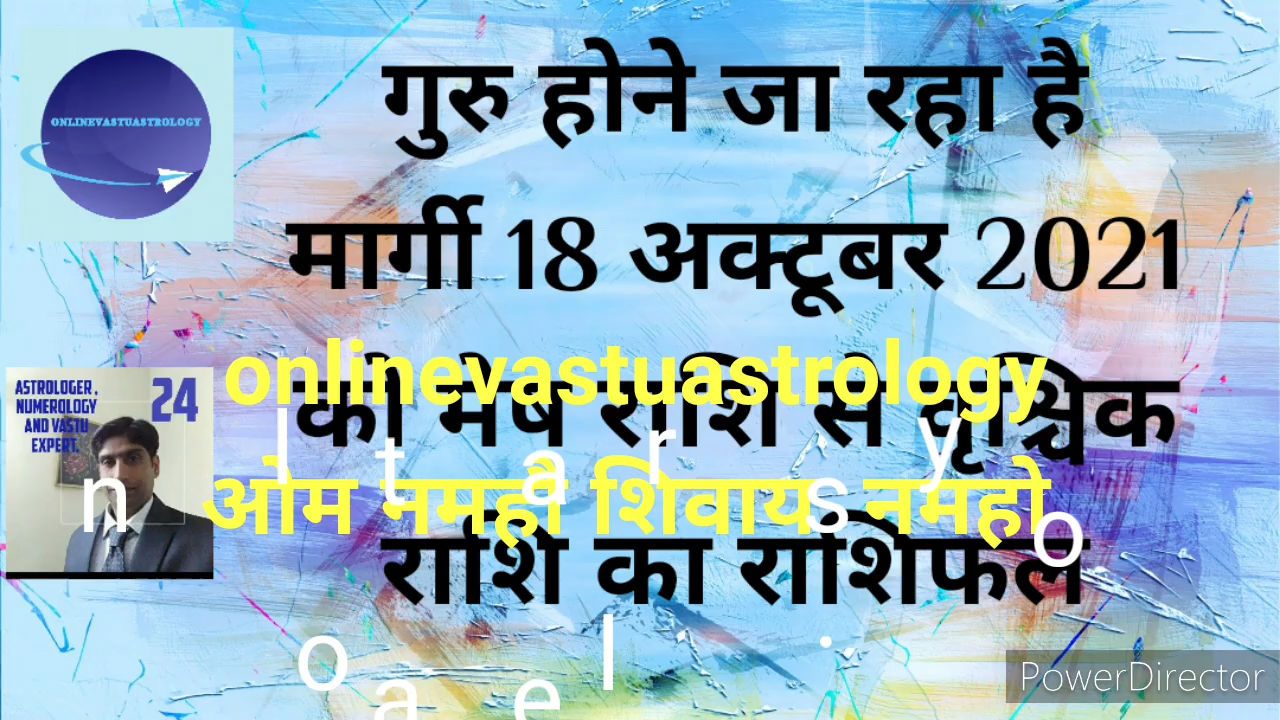 ONLINEVASTUASTROLOGY
गुरु होने जा रहा है
मार्गी 18 अक्टूबर 2021
को मेष राशि से वृश्चिक
राशि का राशिफल
onlinevastuastrology
ओम नमहौ शिवाय नमहो
ASTROLOGER,
NUMEROLOGY
AND VASTU
EXPERT.
24
l t a r s y
n o
o a e l
PowerDirector